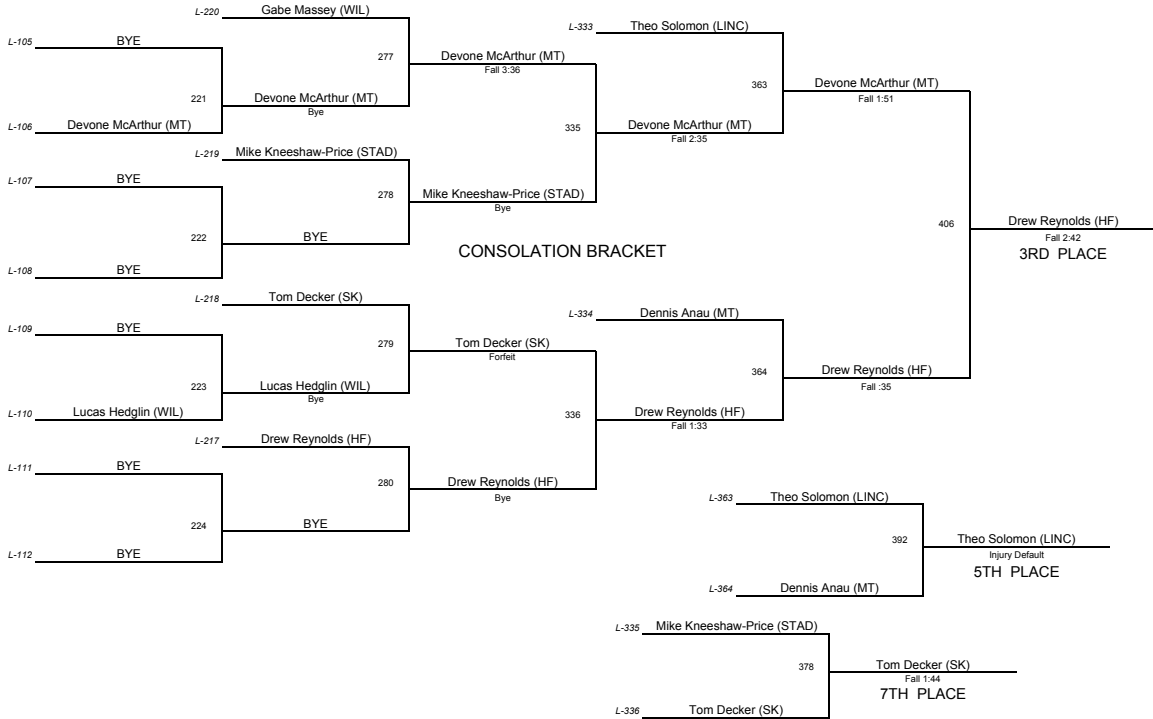 L-220 Gabe Massey (WIL)
L-105 BYE
277
Devone McArthur (MT)
Fall 3:36
221
Devone McArthur (MT)
Bye
L-106 Devone McArthur (MT)
335
L-219 Mike Kneeshaw-Price (STAD)
L-107 BYE
278
Mike Kneeshaw-Price (STAD)
Bye
222
BYE
L-108 BYE
L-333 Theo Solomon (LINC)
363
Devone McArthur (MT)
Fall 1:51
Devone McArthur (MT)
Fall 2:35
406
Drew Reynolds (HF)
Fall 2:42
3RD PLACE
CONSOLATION BRACKET
L-218 Tom Decker (SK)
L-109 BYE
279
Tom Decker (SK)
Forfeit
223
Lucas Hedglin (WIL)
Bye
L-110 Lucas Hedglin (WIL)
336
L-217 Drew Reynolds (HF)
L-111 BYE
280
Drew Reynolds (HF)
Bye
224
BYE
L-112 BYE
L-334 Dennis Anau (MT)
364
Drew Reynolds (HF)
Fall :35
Drew Reynolds (HF)
Fall 1:33
L-363 Theo Solomon (LINC)
392
Theo Solomon (LINC)
Injury Default
5TH PLACE
L-364 Dennis Anau (MT)
L-335 Mike Kneeshaw-Price (STAD)
378
Tom Decker (SK)
Fall 1:44
7TH PLACE
L-336 Tom Decker (SK)